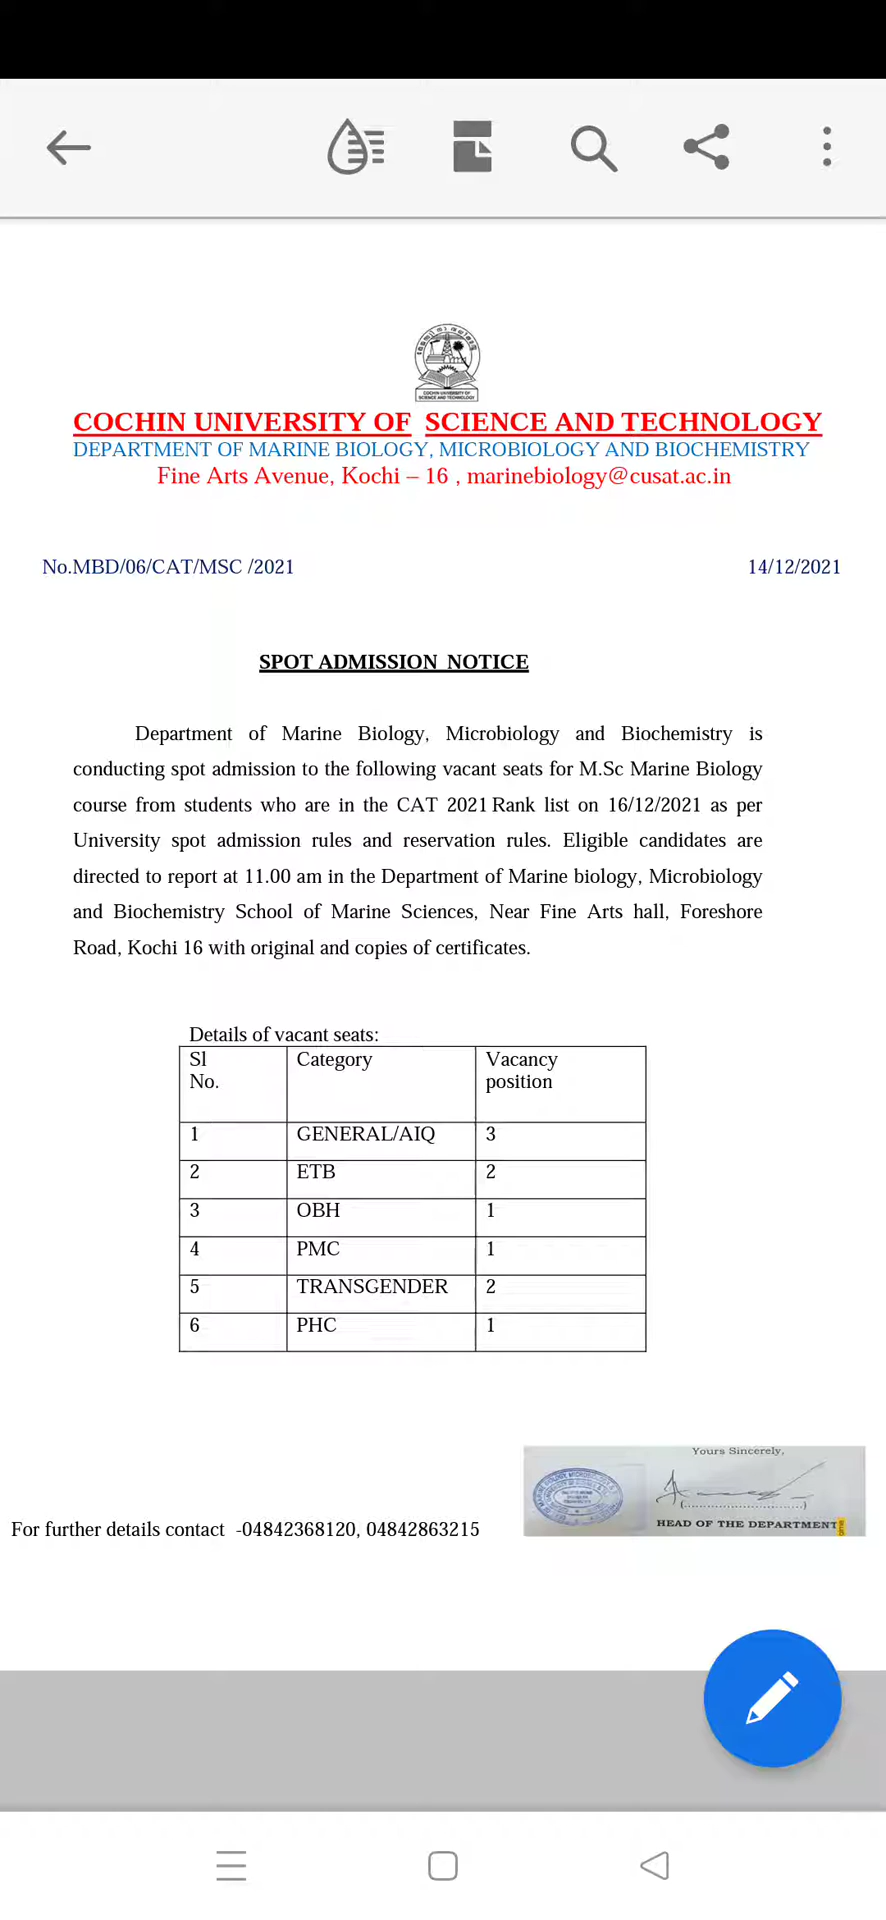 COCHIN UNIVERSITY OF
SCIENCE AND TECHNOLOGY
COCHIN UNIVERSITY OF SCIENCE AND TECHNOLOGY
DEPARTMENT OF MARINE BIOLOGY, MICROBIOLOGY AND BIOCHEMISTRY
Fine Arts Avenue, Kochi – 16 , marinebiology@cusat.ac.in
No.MBD/06/CAT/MSC /2021 14/12/2021
SPOT ADMISSION NOTICE
Department of Marine Biology, Microbiology and Biochemistry is
conducting spot admission to the following vacant seats for M.Sc Marine Biology
course from students who are in the CAT 2021 Rank list on 16/12/2021 as per
University spot admission rules and reservation rules. Eligible candidates are
directed to report at 11.00 am in the Department of Marine biology, Microbiology
and Biochemistry School of Marine Sciences, Near Fine Arts hall, Foreshore
Road, Kochi 16 with original and copies of certificates.
Details of vacant seats:
Sl No. Category Vacancy position
1 GENERAL/AIQ 3
2 ETB 2
3 OBH 1
4 PMC 1
5 TRANSGENDER 2
6 PHC 1
Yours Sincerely,
(..............................)
HEAD OF THE DEPARTMENT
For further details contact -04842368120, 04842863215